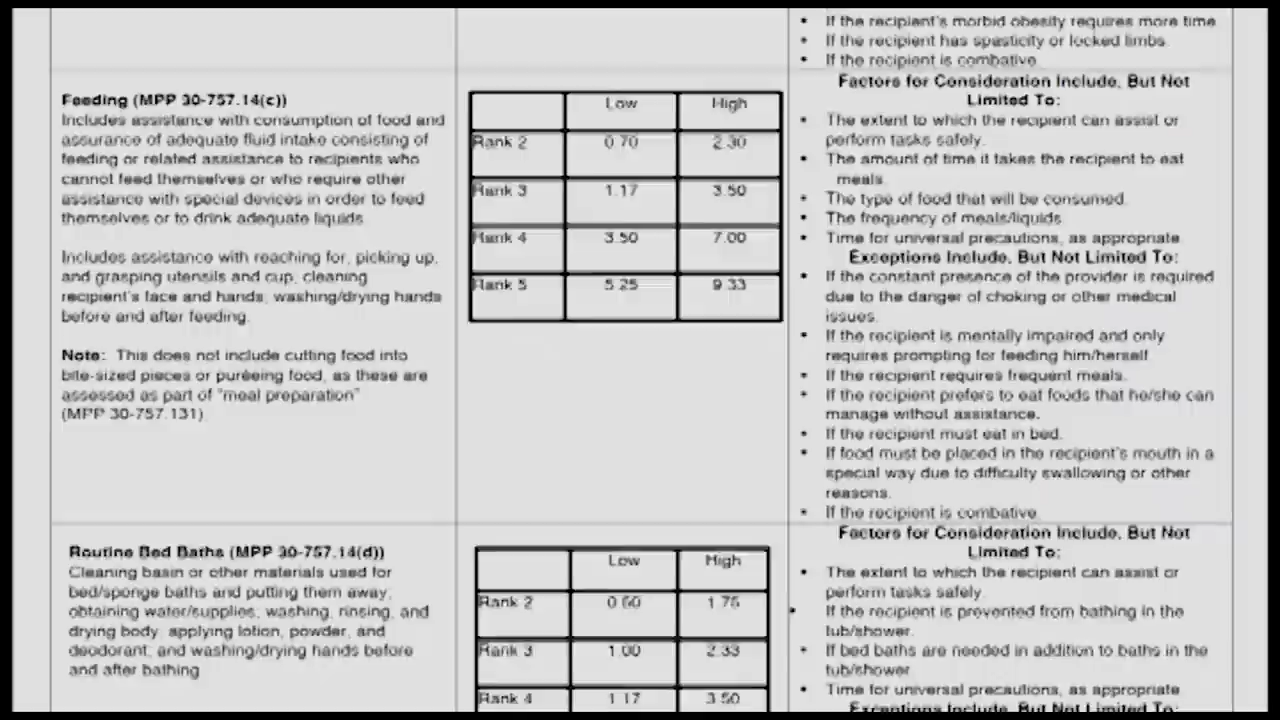 If the recipient's morbid obesity requires more time
If the recipient has spasticity or locked limbs
If the recipient is combative
Feeding (MPP 30-757.14(c))
Includes assistance with consumption of food and
assurance of adequate fluid intake consisting of
feeding or related assistance to recipients who
cannot feed themselves or who require other
assistance with special devices in order to feed
themselves or to drink adequate liquids
Includes assistance with reaching for, picking up,
and grasping utensils and cup, cleaning
recipient's face and hands, washing/drying hands
before and after feeding.
Note: This does not include cutting food into
bite-sized pieces or puréeing food, as these are
assessed as part of "meal preparation"
(MPP 30-757.131)
Low High
Rank 2 0.70 2.30
Rank 3 1.17 3.50
Rank 4 3.50 7.00
Rank 5 5.25 9.33
Factors for Consideration Include, But Not
Limited To:
• The extent to which the recipient can assist or
perform tasks safely.
• The amount of time it takes the recipient to eat
meals.
• The type of food that will be consumed.
• The frequency of meals/liquids
• Time for universal precautions, as appropriate
Exceptions Include, But Not Limited To:
• If the constant presence of the provider is required
due to the danger of choking or other medical
issues.
• If the recipient is mentally impaired and only
requires prompting for feeding him/herself
• If the recipient requires frequent meals.
• If the recipient prefers to eat foods that he/she can
manage without assistance.
• If the recipient must eat in bed.
• If food must be placed in the recipient's mouth in a
special way due to difficulty swallowing or other
reasons.
• If the recipient is combative.
Routine Bed Baths (MPP 30-757.14(d))
Cleaning basin or other materials used for
bed/sponge baths and putting them away;
obtaining water/supplies; washing, rinsing, and
drying body; applying lotion, powder, and
deodorant; and washing/drying hands before
and after bathing
Low High
Rank 2 0.50 1.75
Rank 3 1.00 2.33
Rank 4 1.17 3.50
Factors for Consideration Include, But Not
Limited To:
• The extent to which the recipient can assist or
perform tasks safely.
• If the recipient is prevented from bathing in the
tub/shower.
• If bed baths are needed in addition to baths in the
tub/shower
• Time for universal precautions, as appropriate
Exceptions Include, But Not Limited To: